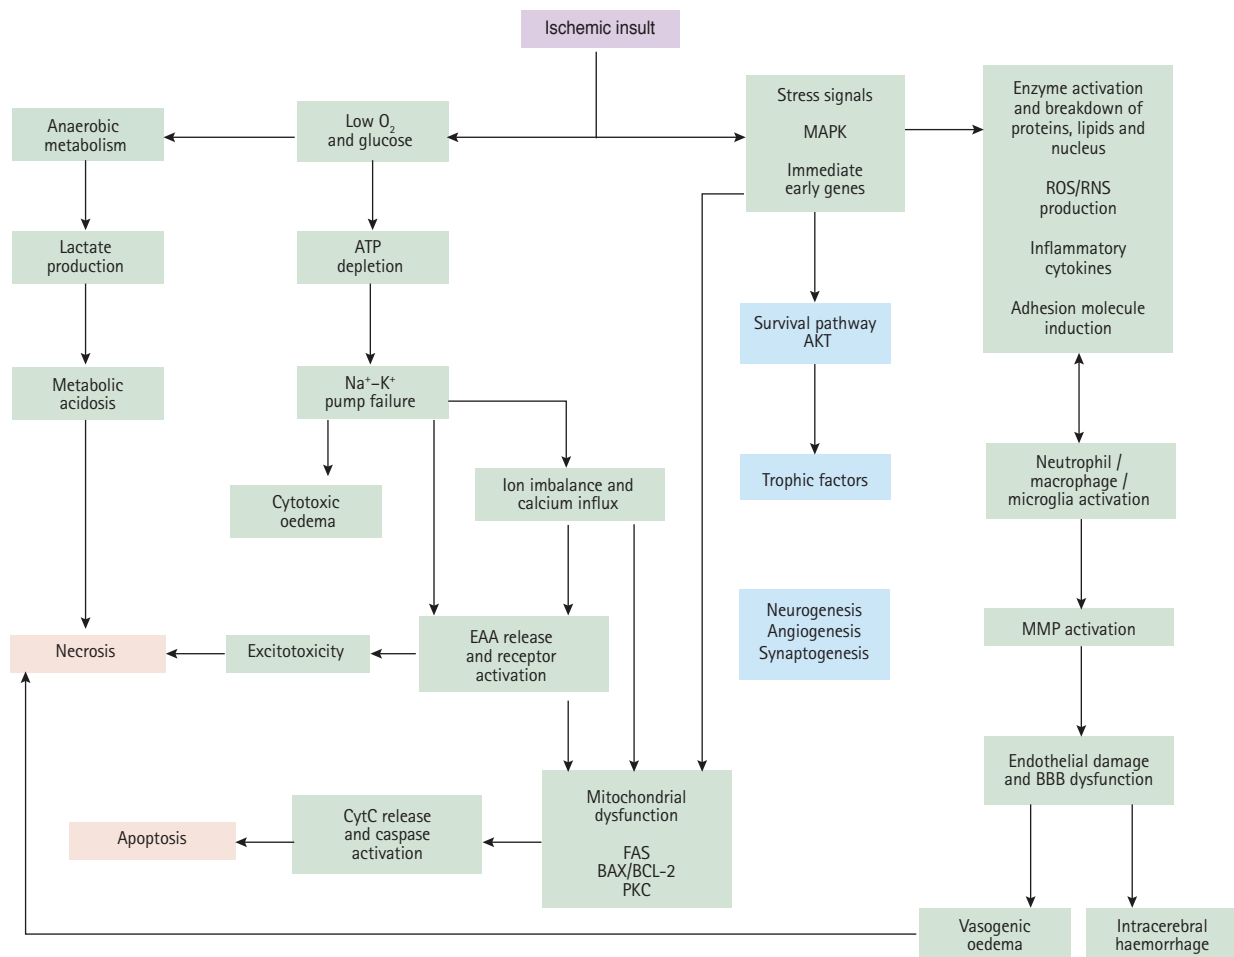 Ischemic insult
Anaerobic
metabolism
Low O₂
and glucose
Stress signals
MAPK
Immediate
early genes
Enzyme activation
and breakdown of
proteins, lipids and
nucleus
ROS/RNS
production
Inflammatory
cytokines
Adhesion molecule
induction
Lactate
production
ATP
depletion
Survival pathway
AKT
Metabolic
acidosis
Na⁺–K⁺
pump failure
Cytotoxic
oedema
Ion imbalance and
calcium influx
Trophic factors
Neutrophil /
macrophage /
microglia activation
Neurogenesis
Angiogenesis
Synaptogenesis
MMP activation
Necrosis
Excitotoxicity
EAA release
and receptor
activation
Endothelial damage
and BBB dysfunction
Apoptosis
CytC release
and caspase
activation
Mitochondrial
dysfunction
FAS
BAX/BCL-2
PKC
Vasogenic
oedema
Intracerebral
haemorrhage